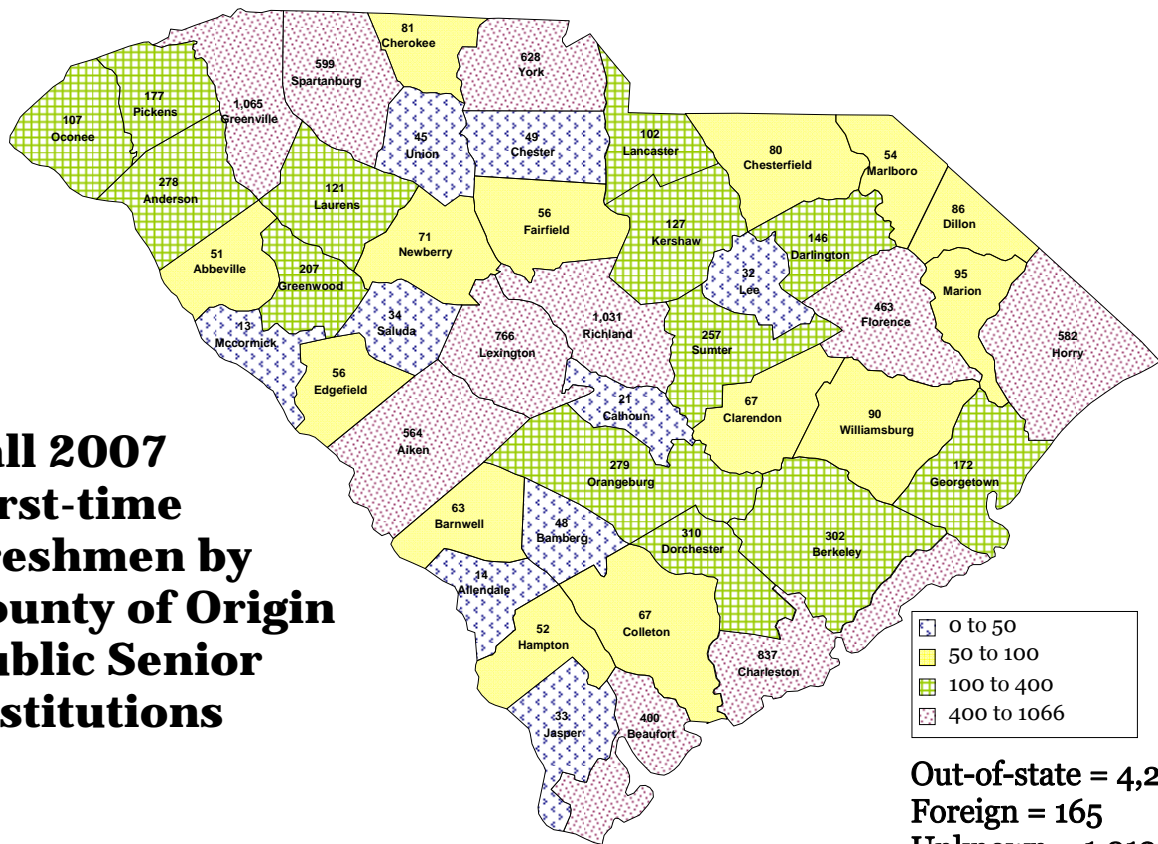 81
Cherokee
599
Spartanburg
628
York
177
Pickens
1,065
Greenville
107
Oconee
45
Union
49
Chester
102
Lancaster
80
Chesterfield
54
Marlboro
278
Anderson
121
Laurens
86
Dillon
56
Fairfield
127
Kershaw
146
Darlington
71
Newberry
51
Abbeville
207
Greenwood
32
Lee
95
Marion
13
Mccormick
34
Saluda
766
Lexington
1,031
Richland
463
Florence
257
Sumter
582
Horry
56
Edgefield
21
Calhoun
67
Clarendon
90
Williamsburg
564
Aiken
279
Orangeburg
172
Georgetown
63
Barnwell
48
Bamberg
310
Dorchester
302
Berkeley
14
Allendale
52
Hampton
67
Colleton
837
Charleston
33
Jasper
400
Beaufort
all 2007
rst-time
reshmen by
ounty of Origin
ublic Senior
stitutions
0 to 50
50 to 100
100 to 400
400 to 1066
Out-of-state = 4,2
Foreign = 165